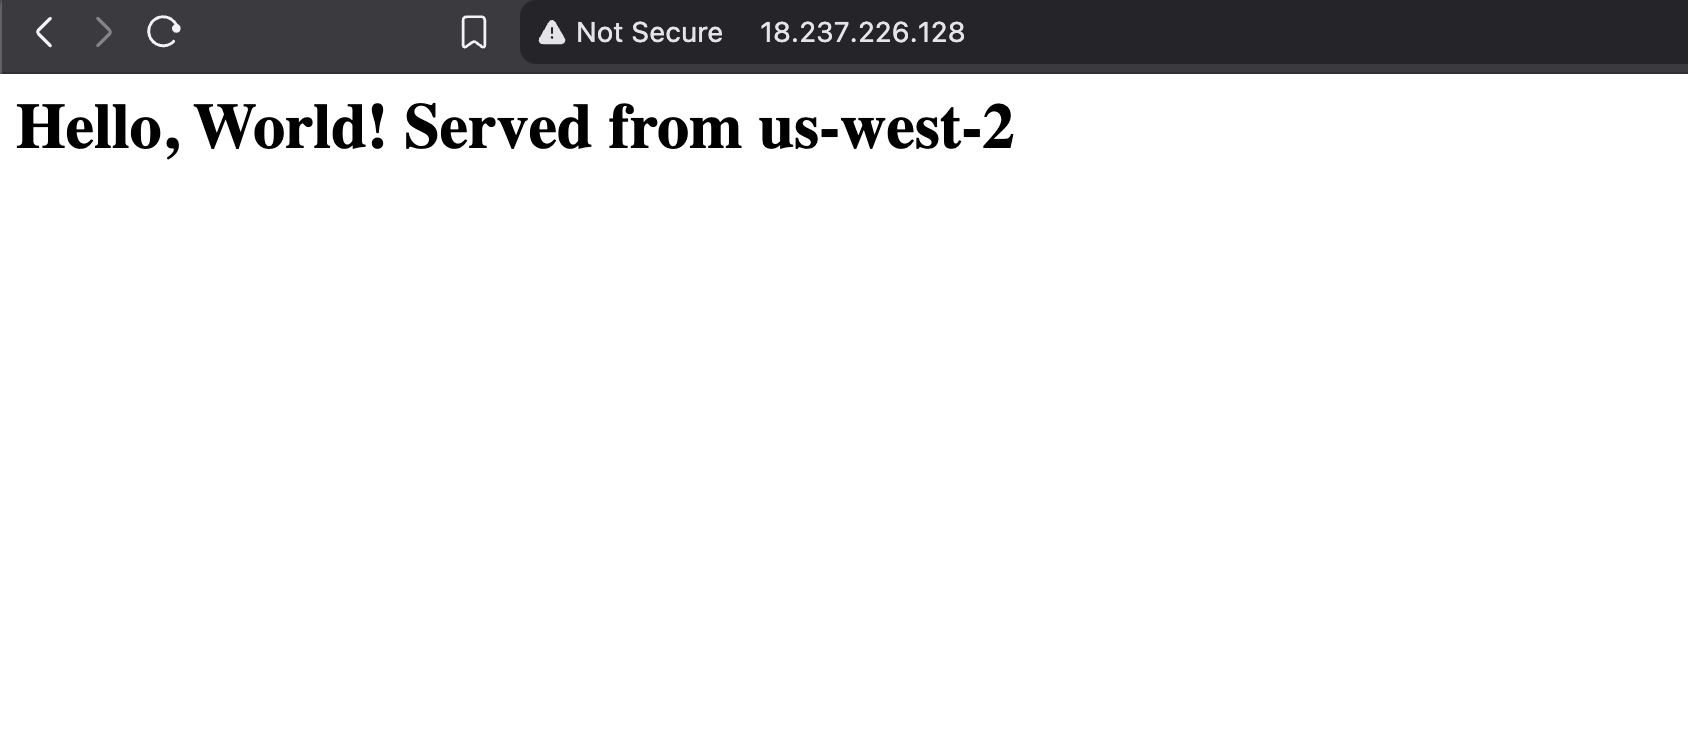 Not Secure 18.237.226.128
Hello, World! Served from us-west-2